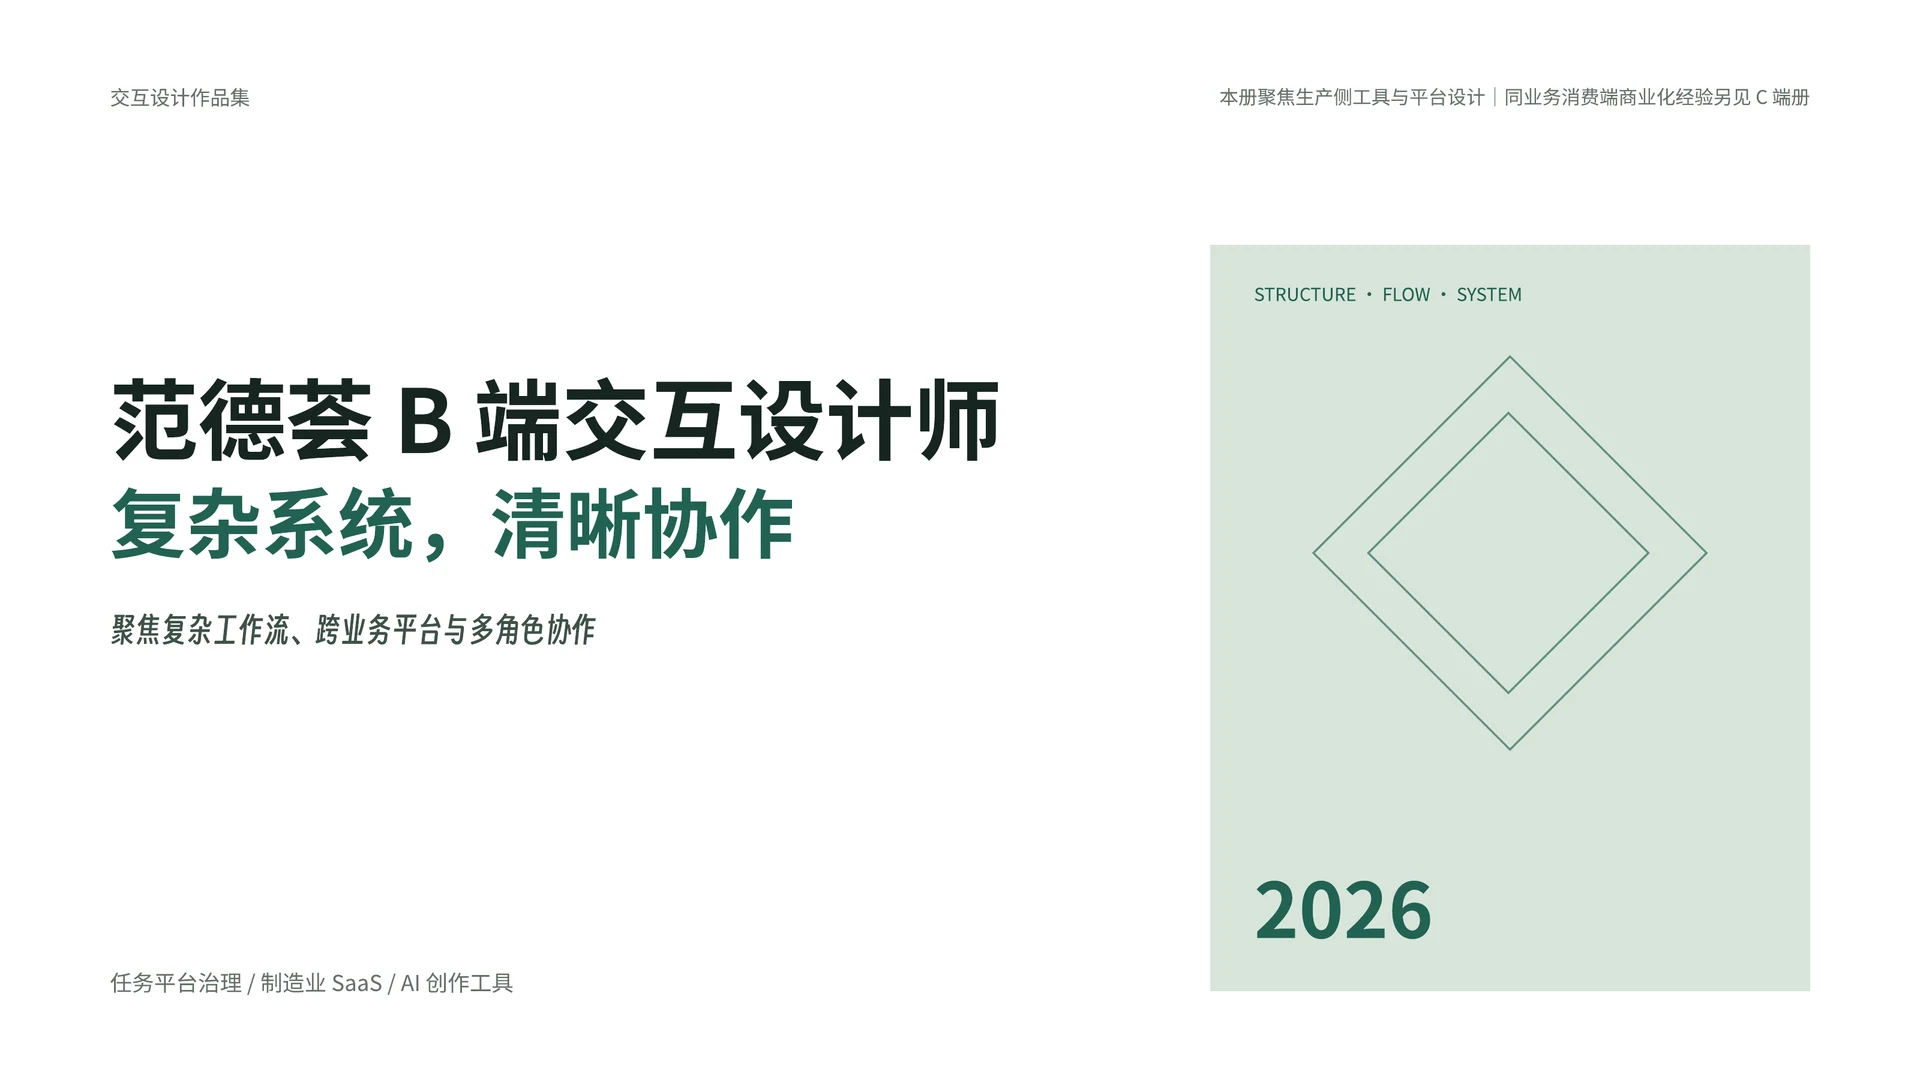 交互设计作品集
本册聚焦生产侧工具与平台设计｜同业务消费端商业化经验另见 C 端册
范德荟 B 端交互设计师
复杂系统，清晰协作
聚焦复杂工作流、跨业务平台与多角色协作
任务平台治理 / 制造业 SaaS / AI 创作工具
STRUCTURE · FLOW · SYSTEM
2026